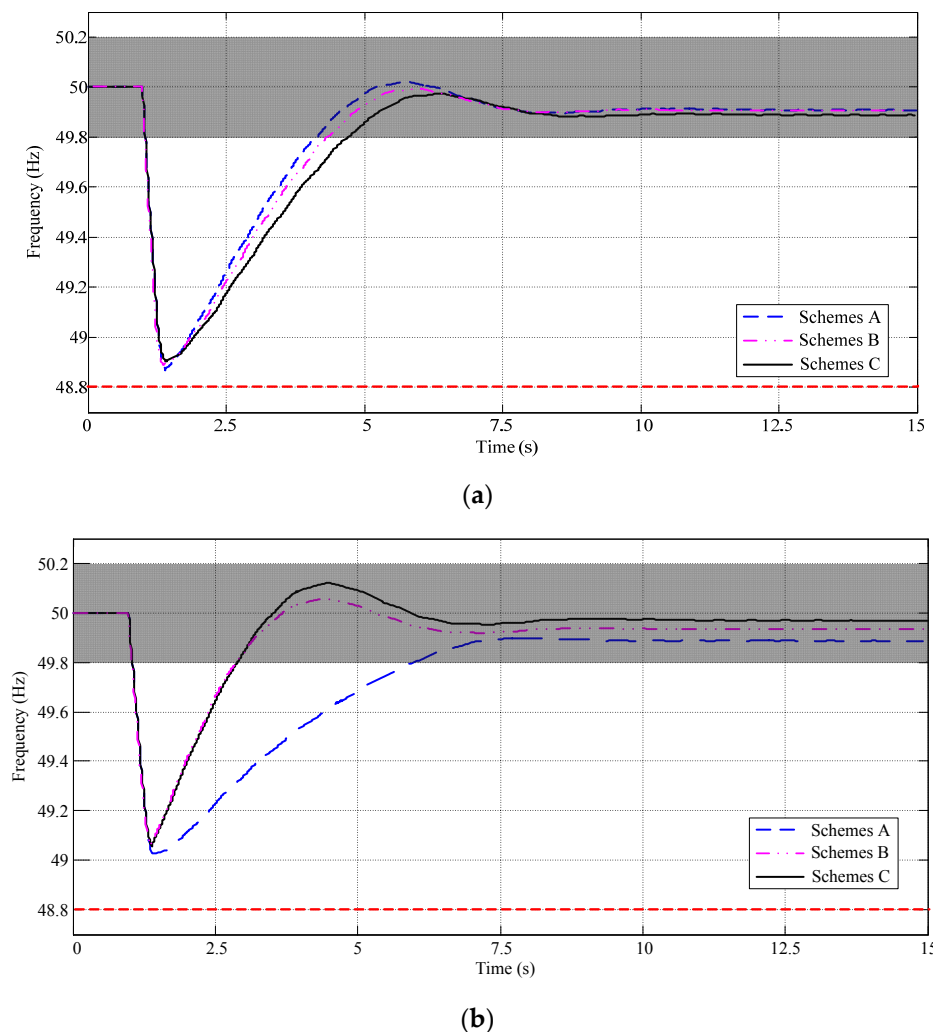 50.2
50
49.8
49.6
49.4
49.2
49
48.8
Frequency (Hz)
Schemes A
Schemes B
Schemes C
0
2.5
5
7.5
10
12.5
15
Time (s)
(a)
50.2
50
49.8
49.6
49.4
49.2
49
48.8
Frequency (Hz)
Schemes A
Schemes B
Schemes C
0
2.5
5
7.5
10
12.5
15
Time (s)
(b)